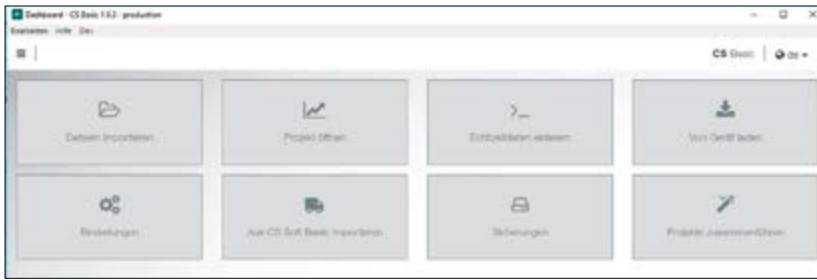 Dashboard - CS Basic 1.0.2 - production
Bearbeiten Hilfe Dev
CS Basic
de
Dateien importieren
Projekt öffnen
Echtzeitdaten einlesen
Von Gerät laden
Einstellungen
Aus CS Soft Basic importieren
Sicherungen
Projekte zusammenführen